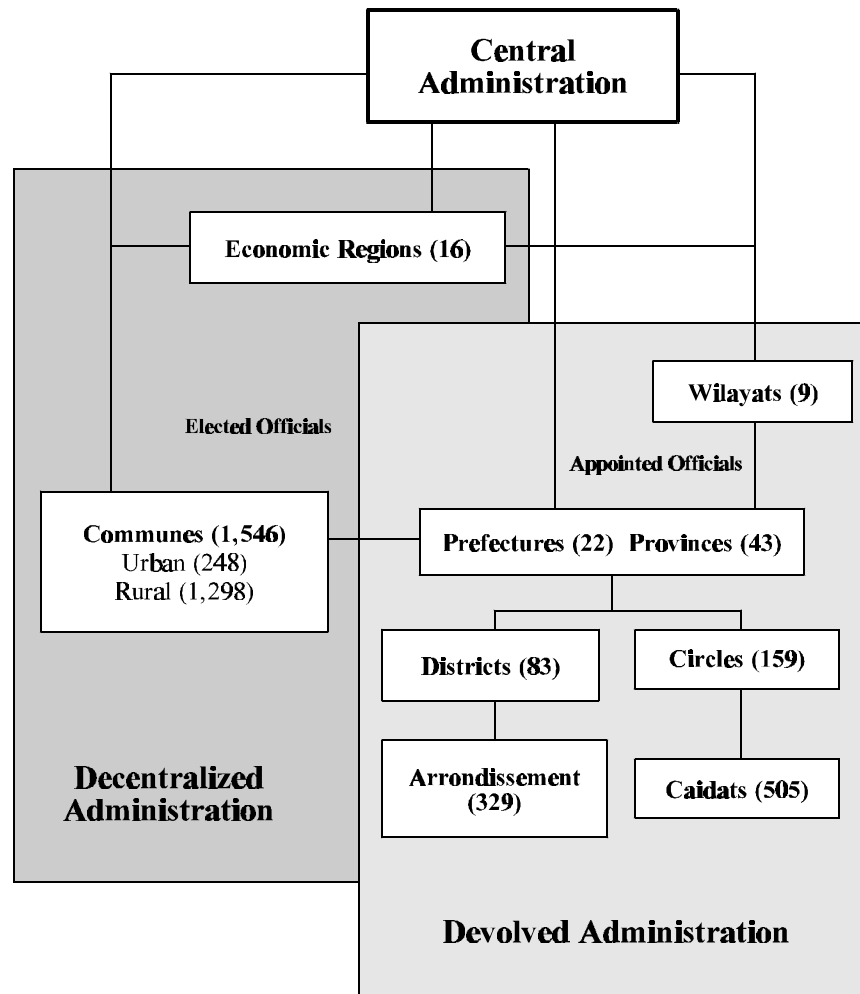 Central
Administration
Economic Regions (16)
Wilayats (9)
Elected Officials
Appointed Officials
Communes (1,546)
Urban (248)
Rural (1,298)
Prefectures (22) Provinces (43)
Districts (83)
Circles (159)
Arrondissement
(329)
Caidats (505)
Decentralized
Administration
Devolved Administration